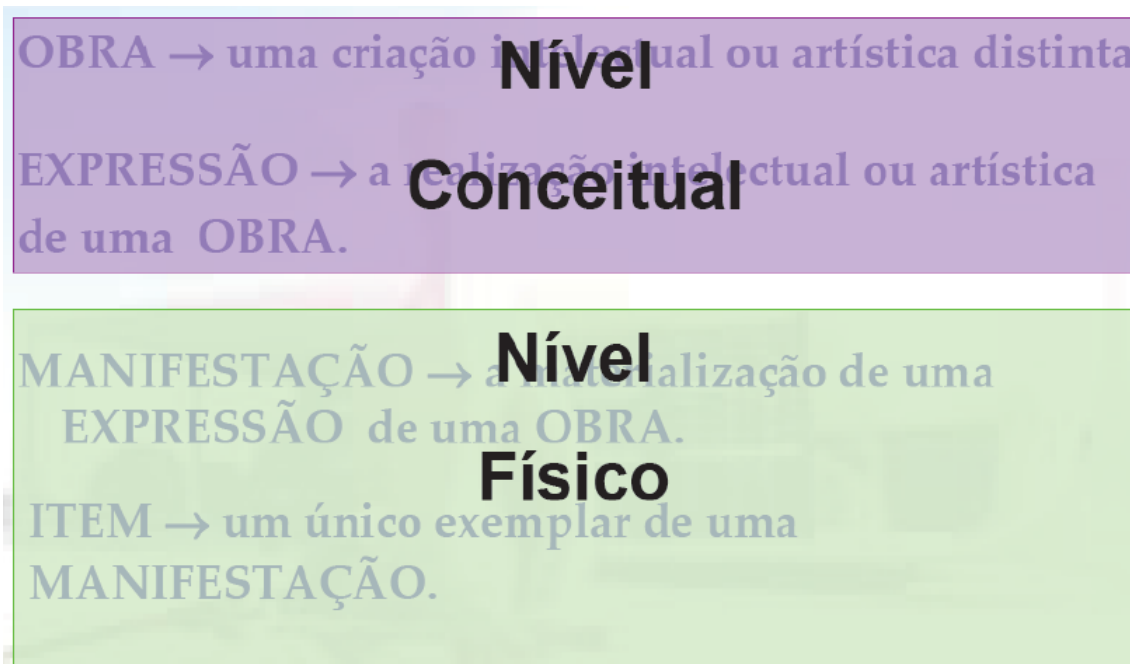 OBRA → uma criação intelectual ou artística distinta
Nível
EXPRESSÃO → a realização intelectual ou artística
Conceitual
de uma OBRA.
MANIFESTAÇÃO → a materialização de uma
Nível
EXPRESSÃO de uma OBRA.
Físico
ITEM → um único exemplar de uma
MANIFESTAÇÃO.